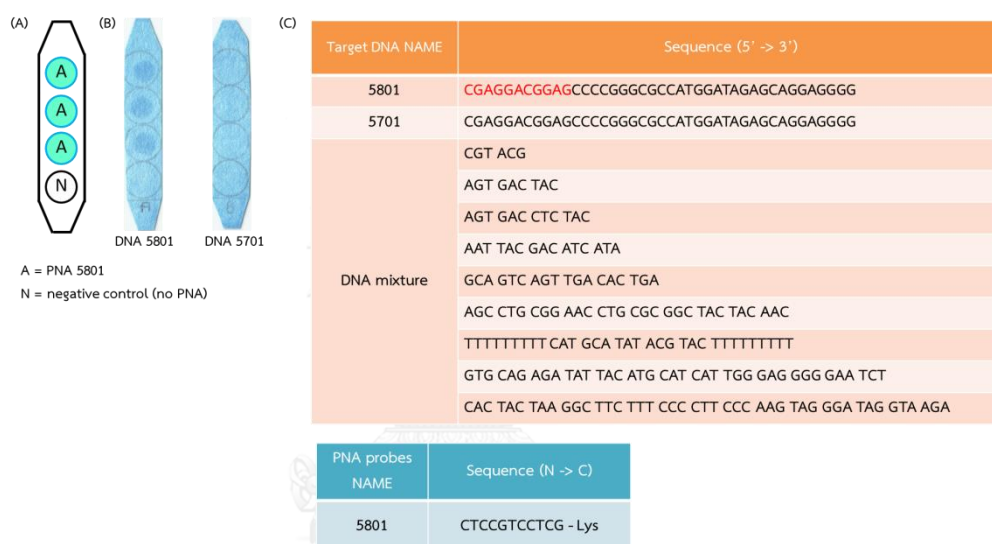 (A)
A
A
A
N
(B)
DNA 5801
DNA 5701
A = PNA 5801
N = negative control (no PNA)
(C)
Target DNA NAME
Sequence (5' -> 3')
5801
CGAGGACGGAGCCCCGGGCGCCATGGATAGAGCAGGAGGGG
5701
CGAGGACGGAGCCCCGGGCGCCATGGATAGAGCAGGAGGGG
DNA mixture
CGT ACG
AGT GAC TAC
AGT GAC CTC TAC
AAT TAC GAC ATC ATA
GCA GTC AGT TGA CAC TGA
AGC CTG CGG AAC CTG CGC GGC TAC TAC AAC
TTTTTTTTT CAT GCA TAT ACG TAC TTTTTTTTT
GTG CAG AGA TAT TAC ATG CAT CAT TGG GAG GGG GAA TCT
CAC TAC TAA GGC TTC TTT CCC CTT CCC AAG TAG GGA TAG GTA AGA
PNA probes
NAME
Sequence (N -> C)
5801
CTCCGTCCTCG - Lys